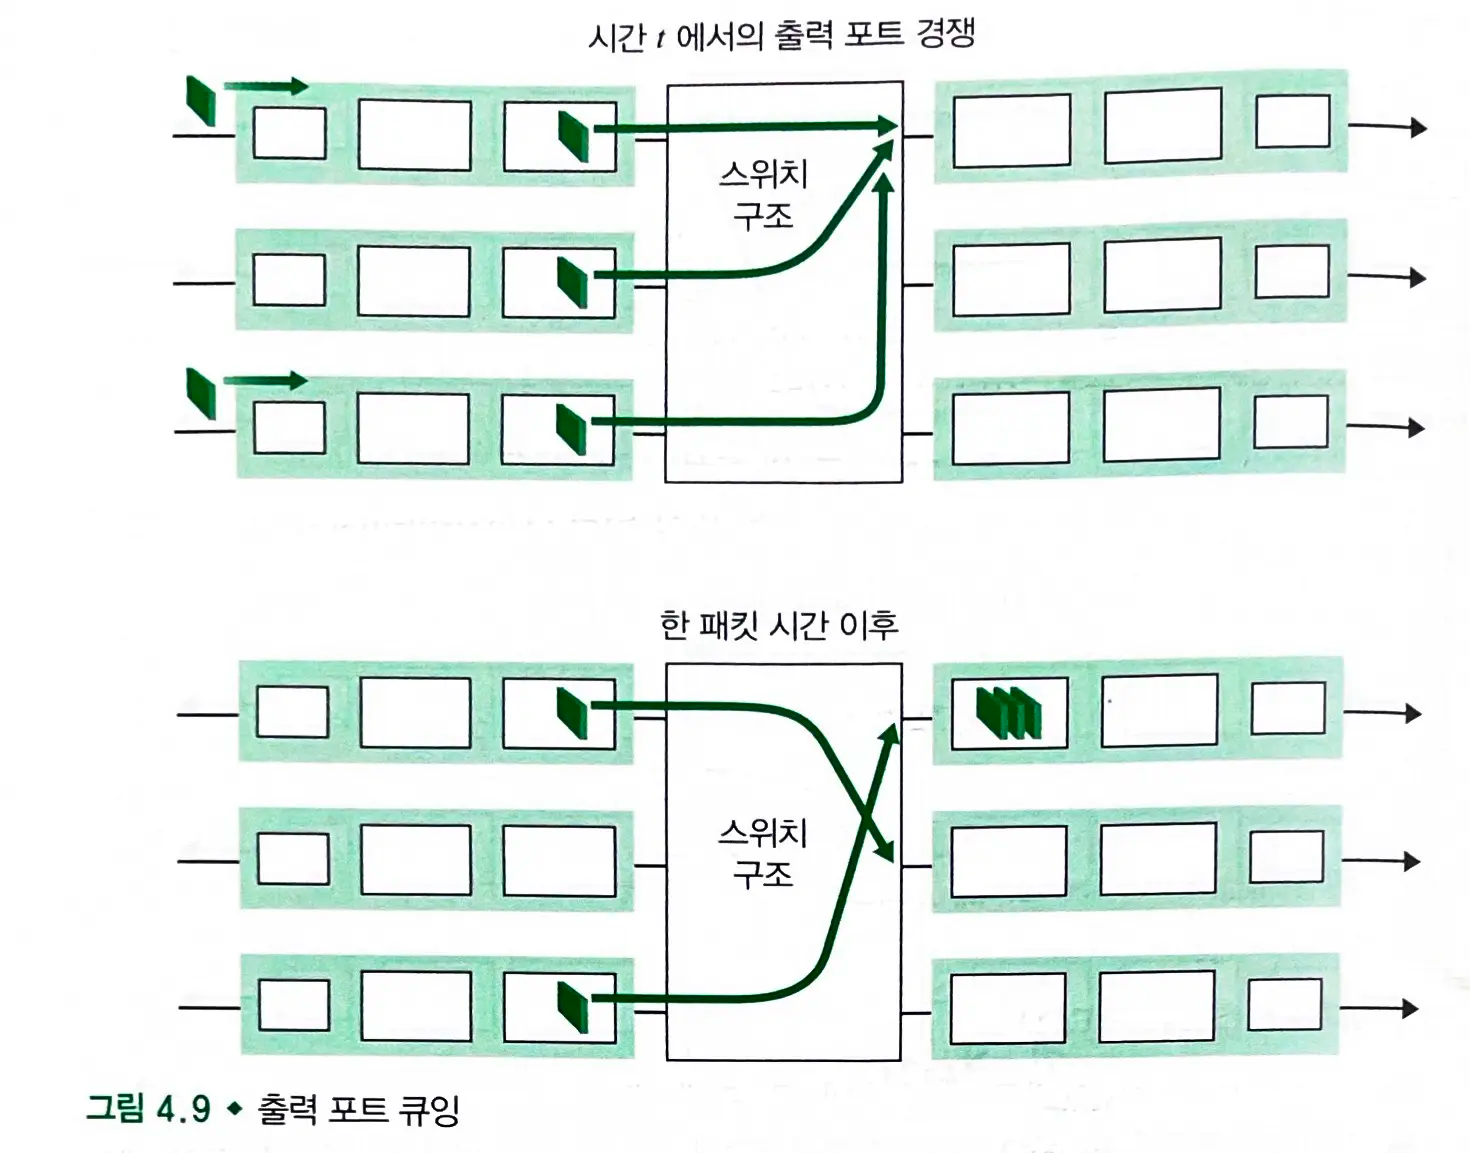 시간 t 에서의 출력 포트 경쟁
스위치
구조
한 패킷 시간 이후
스위치
구조
그림 4.9 ◆ 출력 포트 큐잉